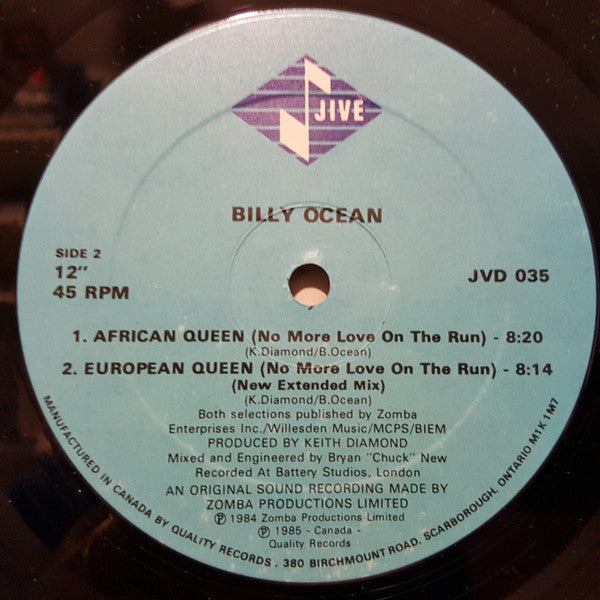 JIVE
BILLY OCEAN
SIDE 2
12"
45 RPM
JVD 035
1. AFRICAN QUEEN (No More Love On The Run) - 8:20
(K.Diamond/B.Ocean)
2. EUROPEAN QUEEN (No More Love On The Run) - 8:14
(New Extended Mix)
(K.Diamond/B.Ocean)
Both selections published by Zomba
Enterprises Inc./Willesden Music/MCPS/BIEM
PRODUCED BY KEITH DIAMOND
Mixed and Engineered by Bryan "Chuck" New
Recorded At Battery Studios, London
AN ORIGINAL SOUND RECORDING MADE BY
ZOMBA PRODUCTIONS LIMITED
℗ 1984 Zomba Productions Limited
℗ 1985 - Canada -
Quality Records
MANUFACTURED IN CANADA BY QUALITY RECORDS . 380 BIRCHMOUNT ROAD, SCARBOROUGH, ONTARIO M1K 1M7